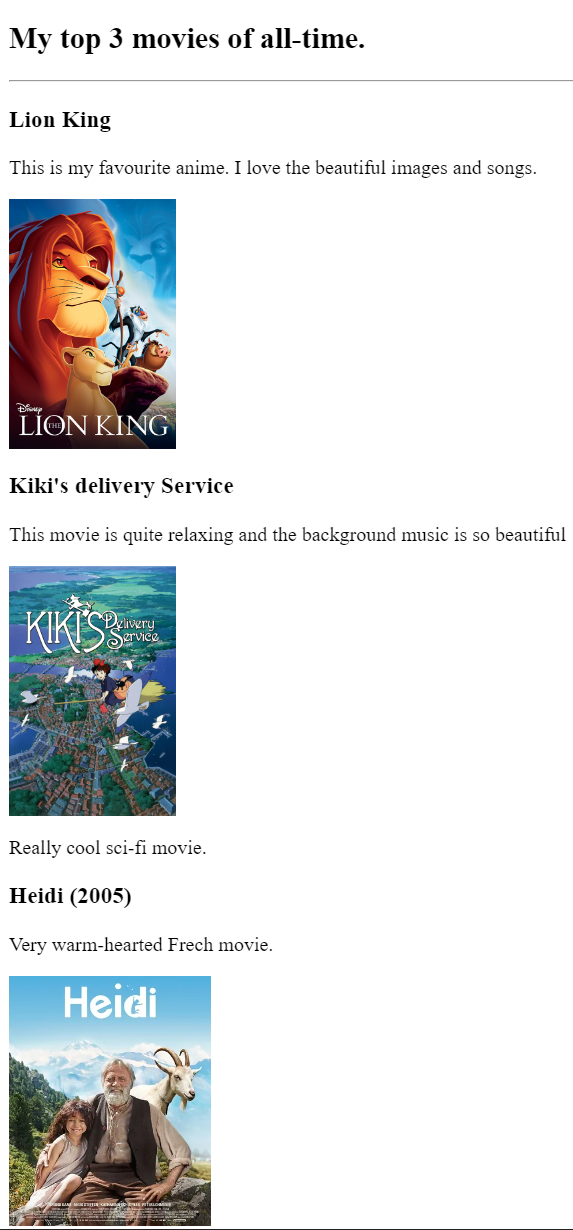 My top 3 movies of all-time.
Lion King
This is my favourite anime. I love the beautiful images and songs.
Disney
THE LION KING
Kiki's delivery Service
This movie is quite relaxing and the background music is so beautiful
KIKI'S Delivery
Service
Really cool sci-fi movie.
Heidi (2005)
Very warm-hearted Frech movie.
Heidi